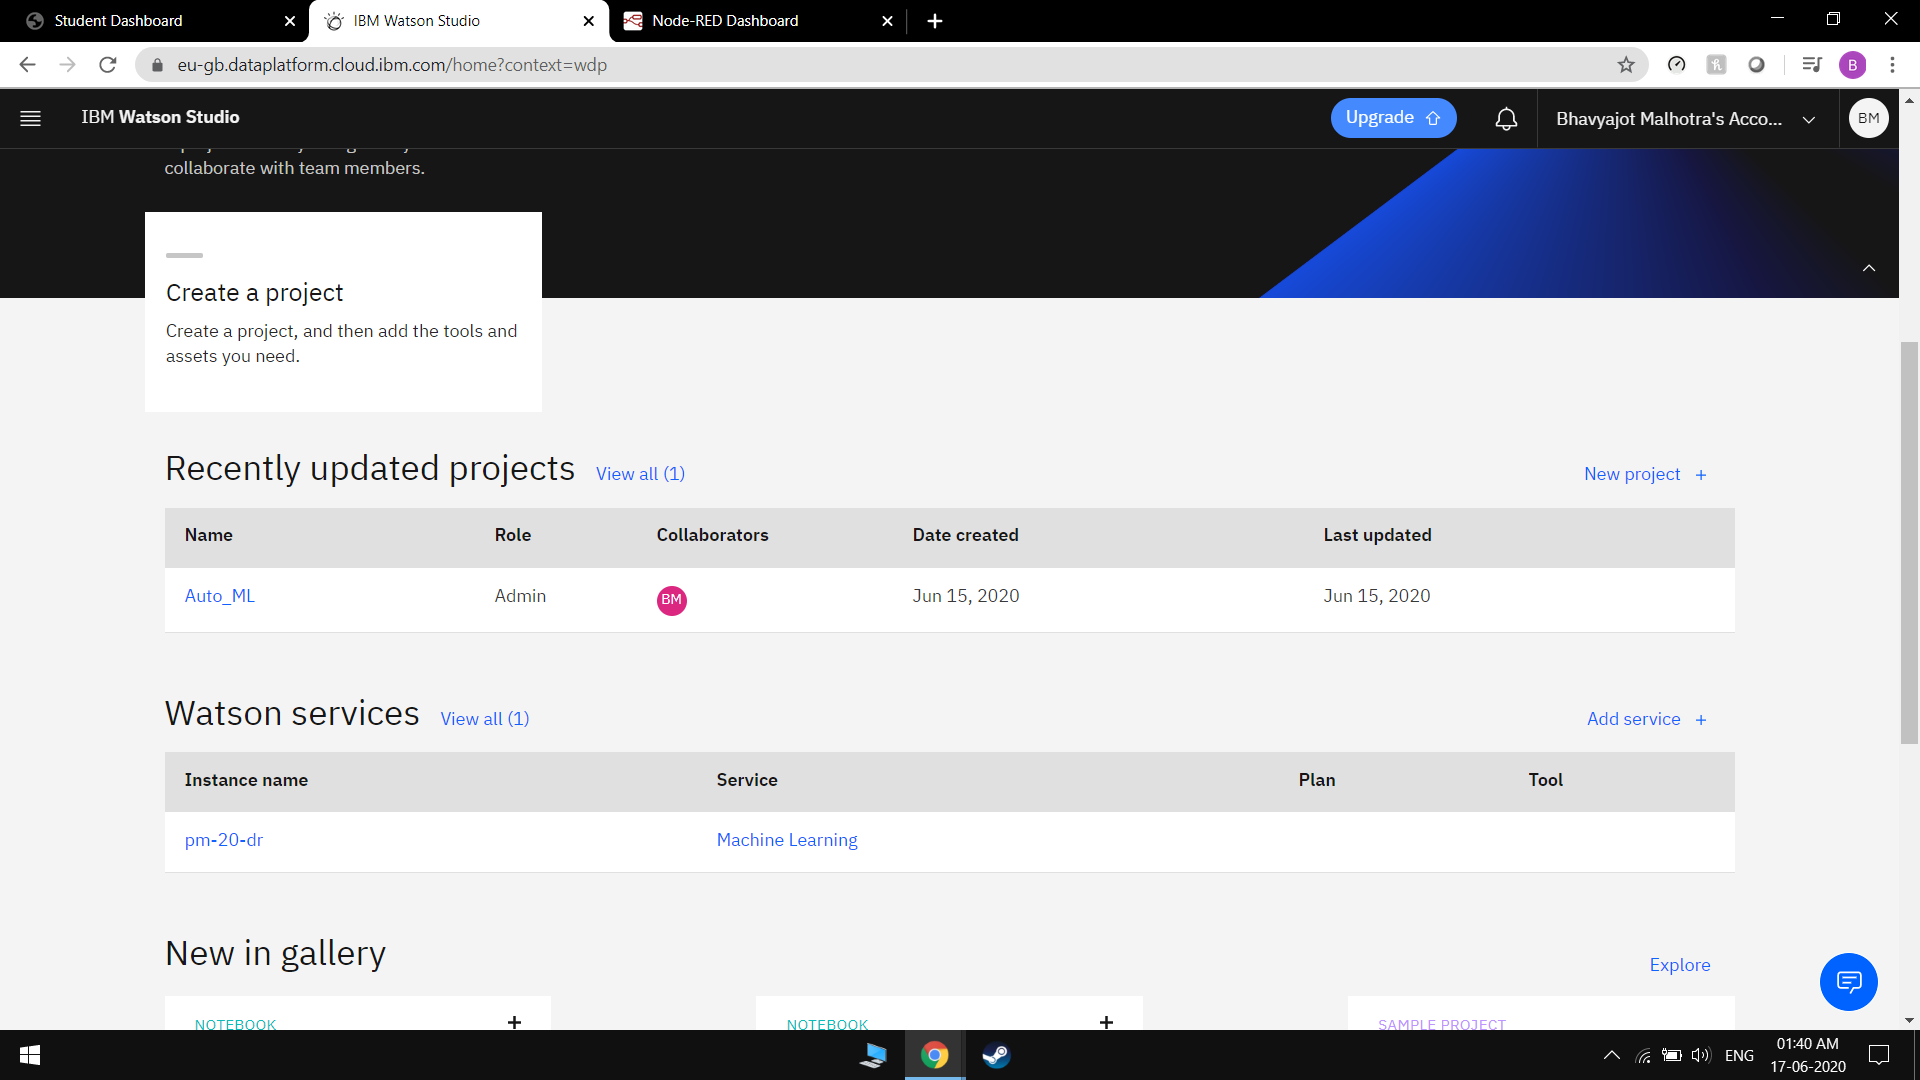 Student Dashboard
IBM Watson Studio
Node-RED Dashboard
eu-gb.dataplatform.cloud.ibm.com/home?context=wdp
B
IBM Watson Studio
Upgrade
Bhavyajot Malhotra's Acco...
BM
collaborate with team members.
Create a project
Create a project, and then add the tools and
assets you need.
Recently updated projects View all (1)
New project +
Name Role Collaborators Date created Last updated
Auto_ML Admin BM Jun 15, 2020 Jun 15, 2020
Watson services View all (1)
Add service +
Instance name Service Plan Tool
pm-20-dr Machine Learning
New in gallery
Explore
NOTEBOOK
NOTEBOOK
SAMPLE PROJECT
ENG
01:40 AM
17-06-2020